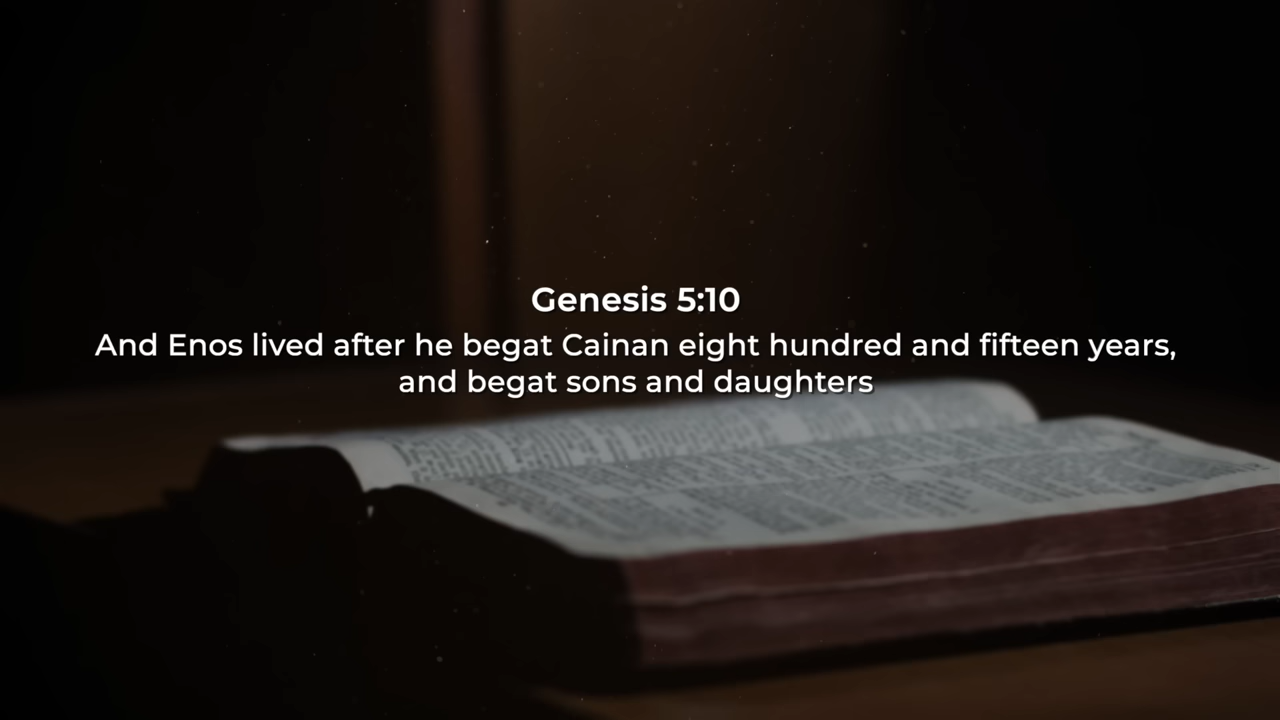 Genesis 5:10
And Enos lived after he begat Cainan eight hundred and fifteen years,
and begat sons and daughters